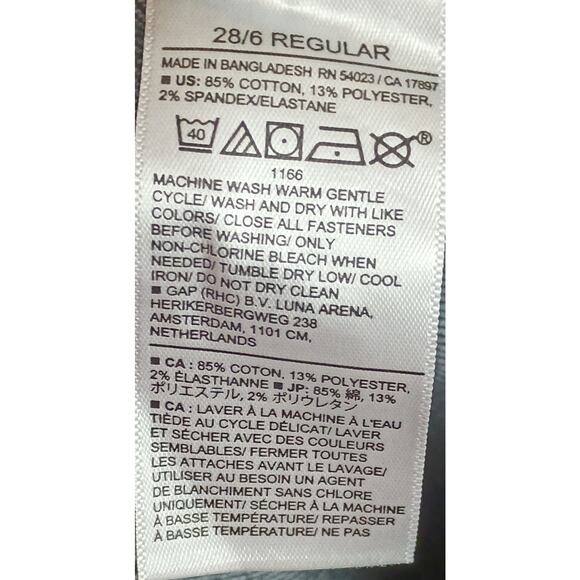 28/6 REGULAR
MADE IN BANGLADESH RN 54023 / CA 17897
■ US: 85% COTTON, 13% POLYESTER,
2% SPANDEX/ELASTANE
40 ®
1166
MACHINE WASH WARM GENTLE
CYCLE/ WASH AND DRY WITH LIKE
COLORS/ CLOSE ALL FASTENERS
BEFORE WASHING/ ONLY
NON-CHLORINE BLEACH WHEN
NEEDED/ TUMBLE DRY LOW/ COOL
IRON/ DO NOT DRY CLEAN
■ GAP (RHC) B.V. LUNA ARENA,
HERIKERBERGWEG 238
AMSTERDAM, 1101 CM,
NETHERLANDS
■ CA : 85% COTON, 13% POLYESTER,
2% ÉLASTHANNE ■ JP: 85% 綿, 13%
ポリエステル, 2% ポリウレタン
■ CA : LAVER À LA MACHINE À L'EAU
TIÈDE AU CYCLE DÉLICAT/ LAVER
ET SÉCHER AVEC DES COULEURS
SEMBLABLES/ FERMER TOUTES
LES ATTACHES AVANT LE LAVAGE/
UTILISER AU BESOIN UN AGENT
DE BLANCHIMENT SANS CHLORE
UNIQUEMENT/ SÉCHER À LA MACHINE
À BASSE TEMPÉRATURE/ REPASSER
À BASSE TEMPÉRATURE/ NE PAS